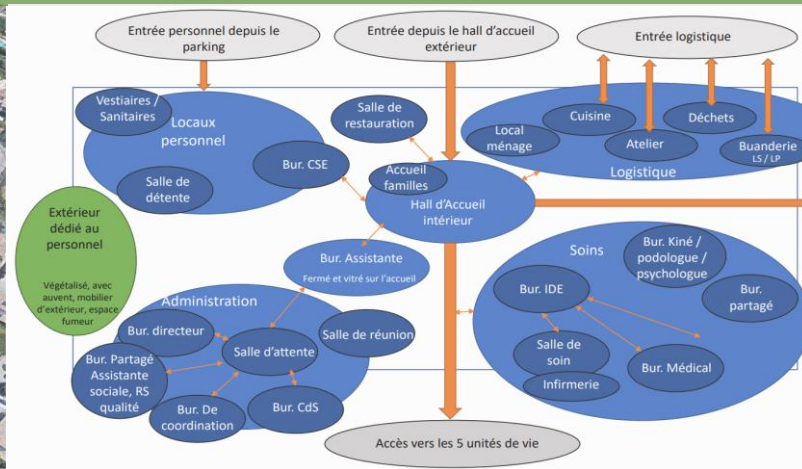 Entrée personnel depuis le
parking
Entrée depuis le hall d'accueil
extérieur
Entrée logistique
Vestiaires /
Sanitaires
Locaux
personnel
Salle de
détente
Bur. CSE
Salle de
restauration
Accueil
familles
Hall d'Accueil
intérieur
Cuisine
Déchets
Local
ménage
Atelier
Buanderie
LS / LP
Logistique
Extérieur
dédié au
personnel
Végétalisé, avec
auvent, mobilier
d'extérieur, espace
fumeur
Bur. Assistante
Fermé et vitré sur l'accueil
Administration
Bur. directeur
Salle d'attente
Salle de réunion
Bur. Partagé
Assistante
sociale, RS
qualité
Bur. De
coordination
Bur. CdS
Soins
Bur. Kiné /
podologue /
psychologue
Bur. IDE
Bur.
partagé
Salle de
soin
Infirmerie
Bur. Médical
Accès vers les 5 unités de vie